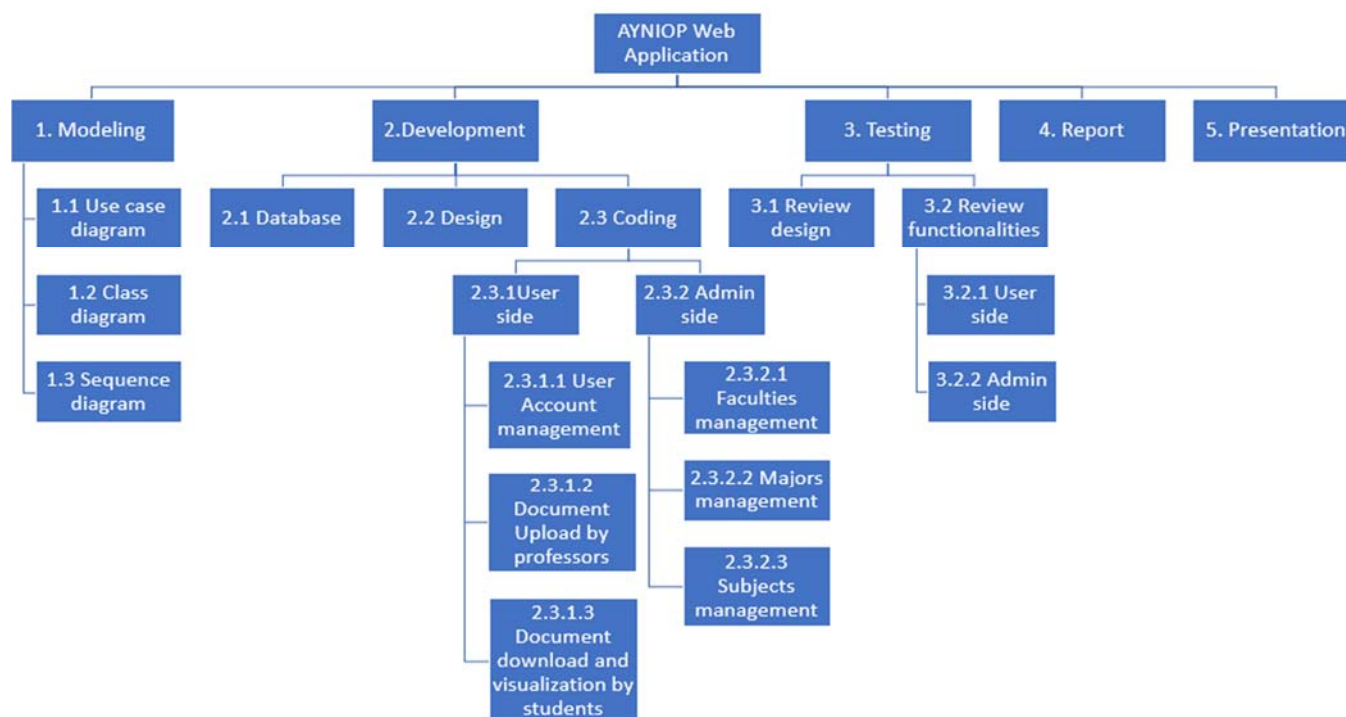 AYNIOP Web
Application
1. Modeling
2.Development
3. Testing
4. Report
5. Presentation
1.1 Use case
diagram
1.2 Class
diagram
1.3 Sequence
diagram
2.1 Database
2.2 Design
2.3 Coding
2.3.1User
side
2.3.1.1 User
Account
management
2.3.1.2
Document
Upload by
professors
2.3.1.3
Document
download and
visualization by
students
2.3.2 Admin
side
2.3.2.1
Faculties
management
2.3.2.2 Majors
management
2.3.2.3
Subjects
management
3.1 Review
design
3.2 Review
functionalities
3.2.1 User
side
3.2.2 Admin
side